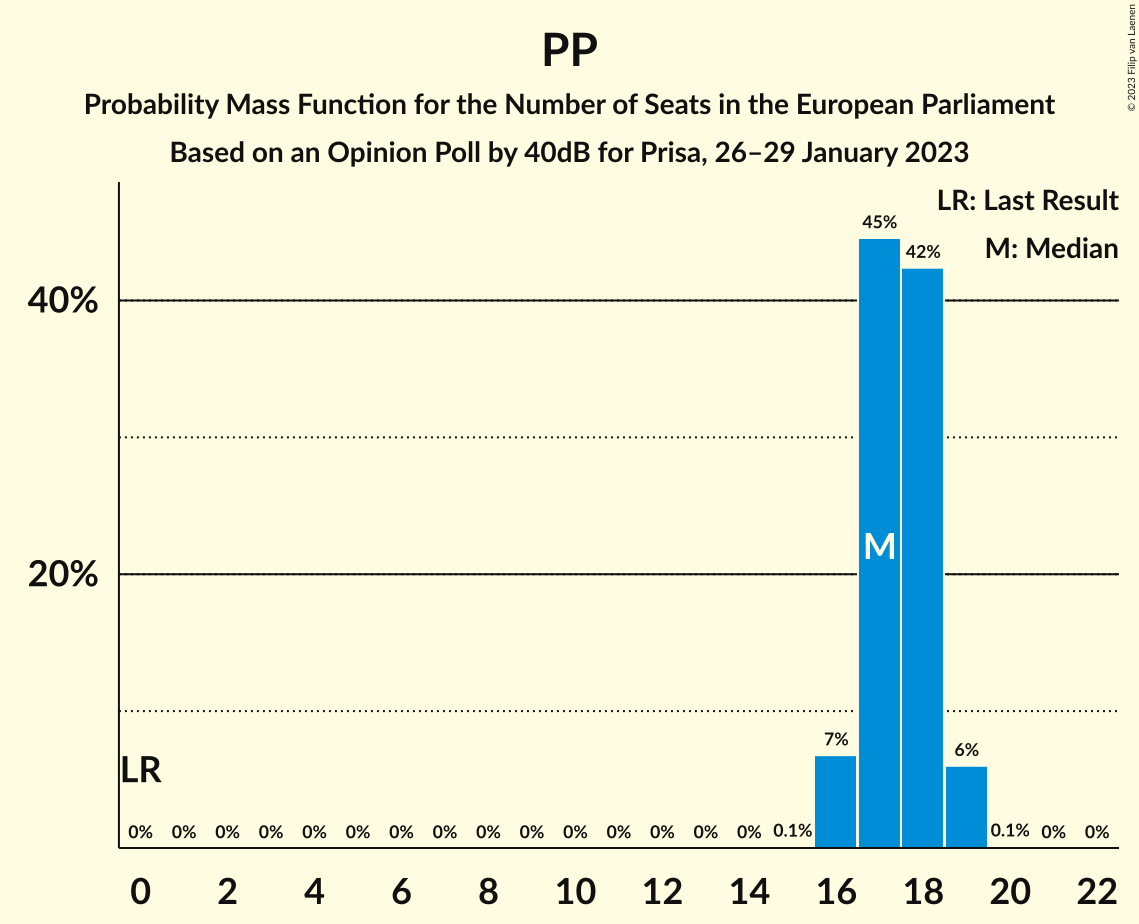 PP
Probability Mass Function for the Number of Seats in the European Parliament
Based on an Opinion Poll by 40dB for Prisa, 26–29 January 2023
© 2023 Filip van Laenen
LR: Last Result
M: Median
45%
42%
40%
M
20%
7%
6%
LR
0% 0% 0% 0% 0% 0% 0% 0% 0% 0% 0% 0% 0% 0% 0% 0.1% 0.1% 0% 0%
0 2 4 6 8 10 12 14 16 18 20 22